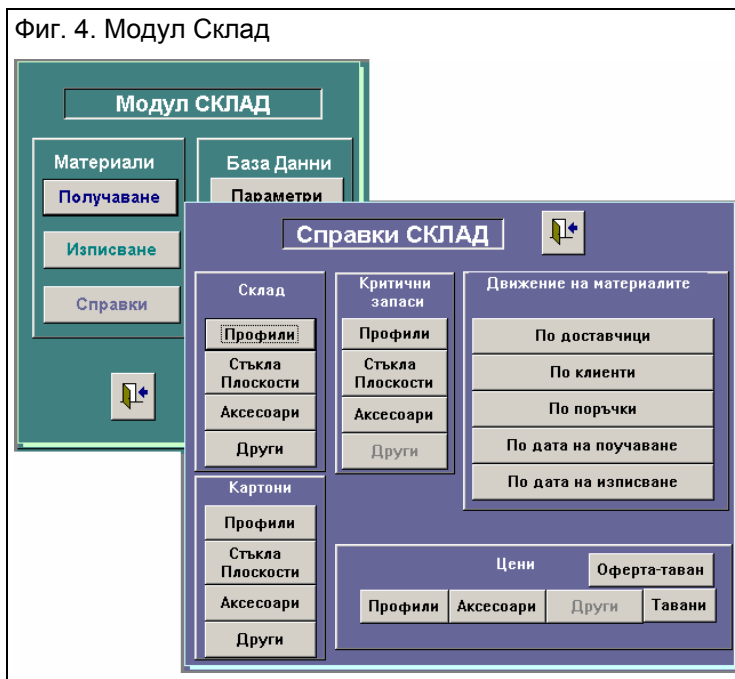 Фиг. 4. Модул Склад
Модул СКЛАД
Материали
Получаване
Изписване
Справки
База Данни
Параметри
Справки СКЛАД
Склад
Профили
Стъкла
Плоскости
Аксесоари
Други
Критични
запаси
Профили
Стъкла
Плоскости
Аксесоари
Други
Движение на материалите
По доставчици
По клиенти
По поръчки
По дата на поучаване
По дата на изписване
Картони
Профили
Стъкла
Плоскости
Аксесоари
Други
Цени
Оферта-таван
Профили
Аксесоари
Други
Тавани